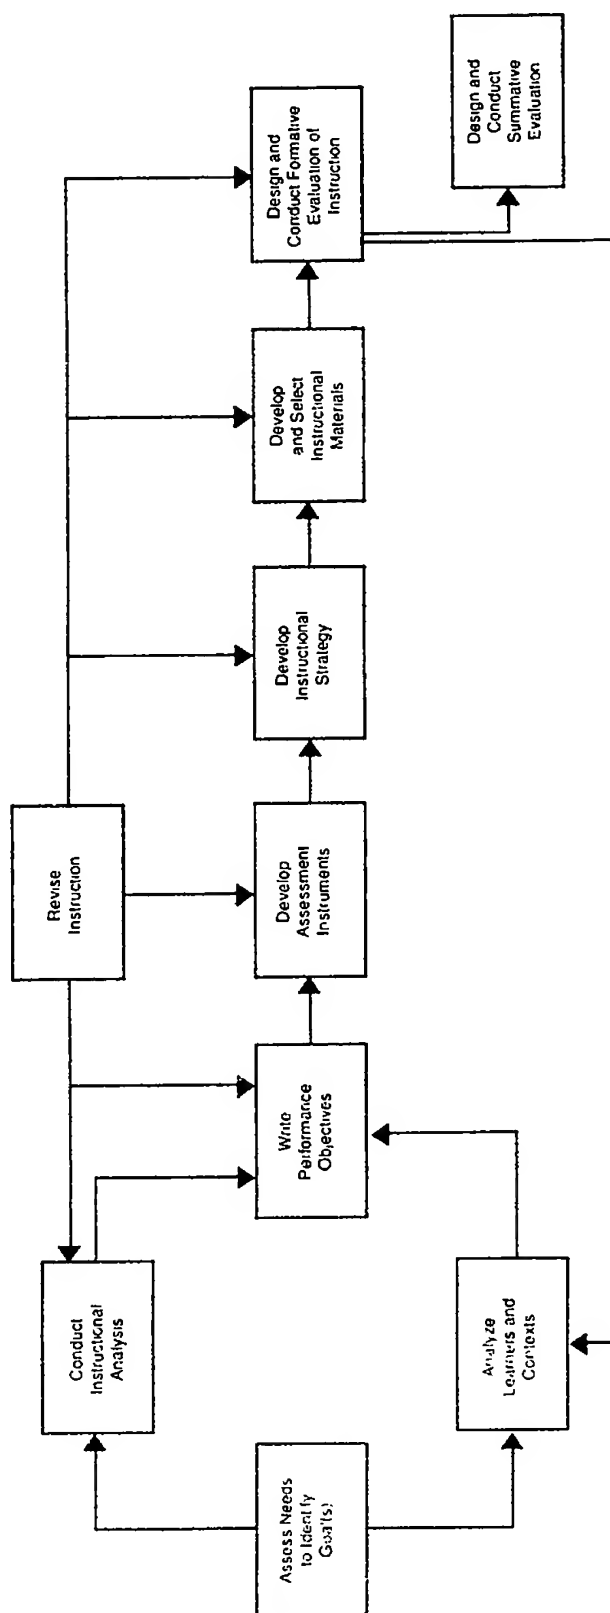 Revise
Instruction
Conduct
Instructional
Analysis
Assess Needs
to Identify
Goal(s)
Analyze
Learners and
Contexts
Write
Performance
Objectives
Develop
Assessment
Instruments
Develop
Instructional
Strategy
Develop
and Select
Instructional
Materials
Design and
Conduct Formative
Evaluation of
Instruction
Design and
Conduct
Summative
Evaluation